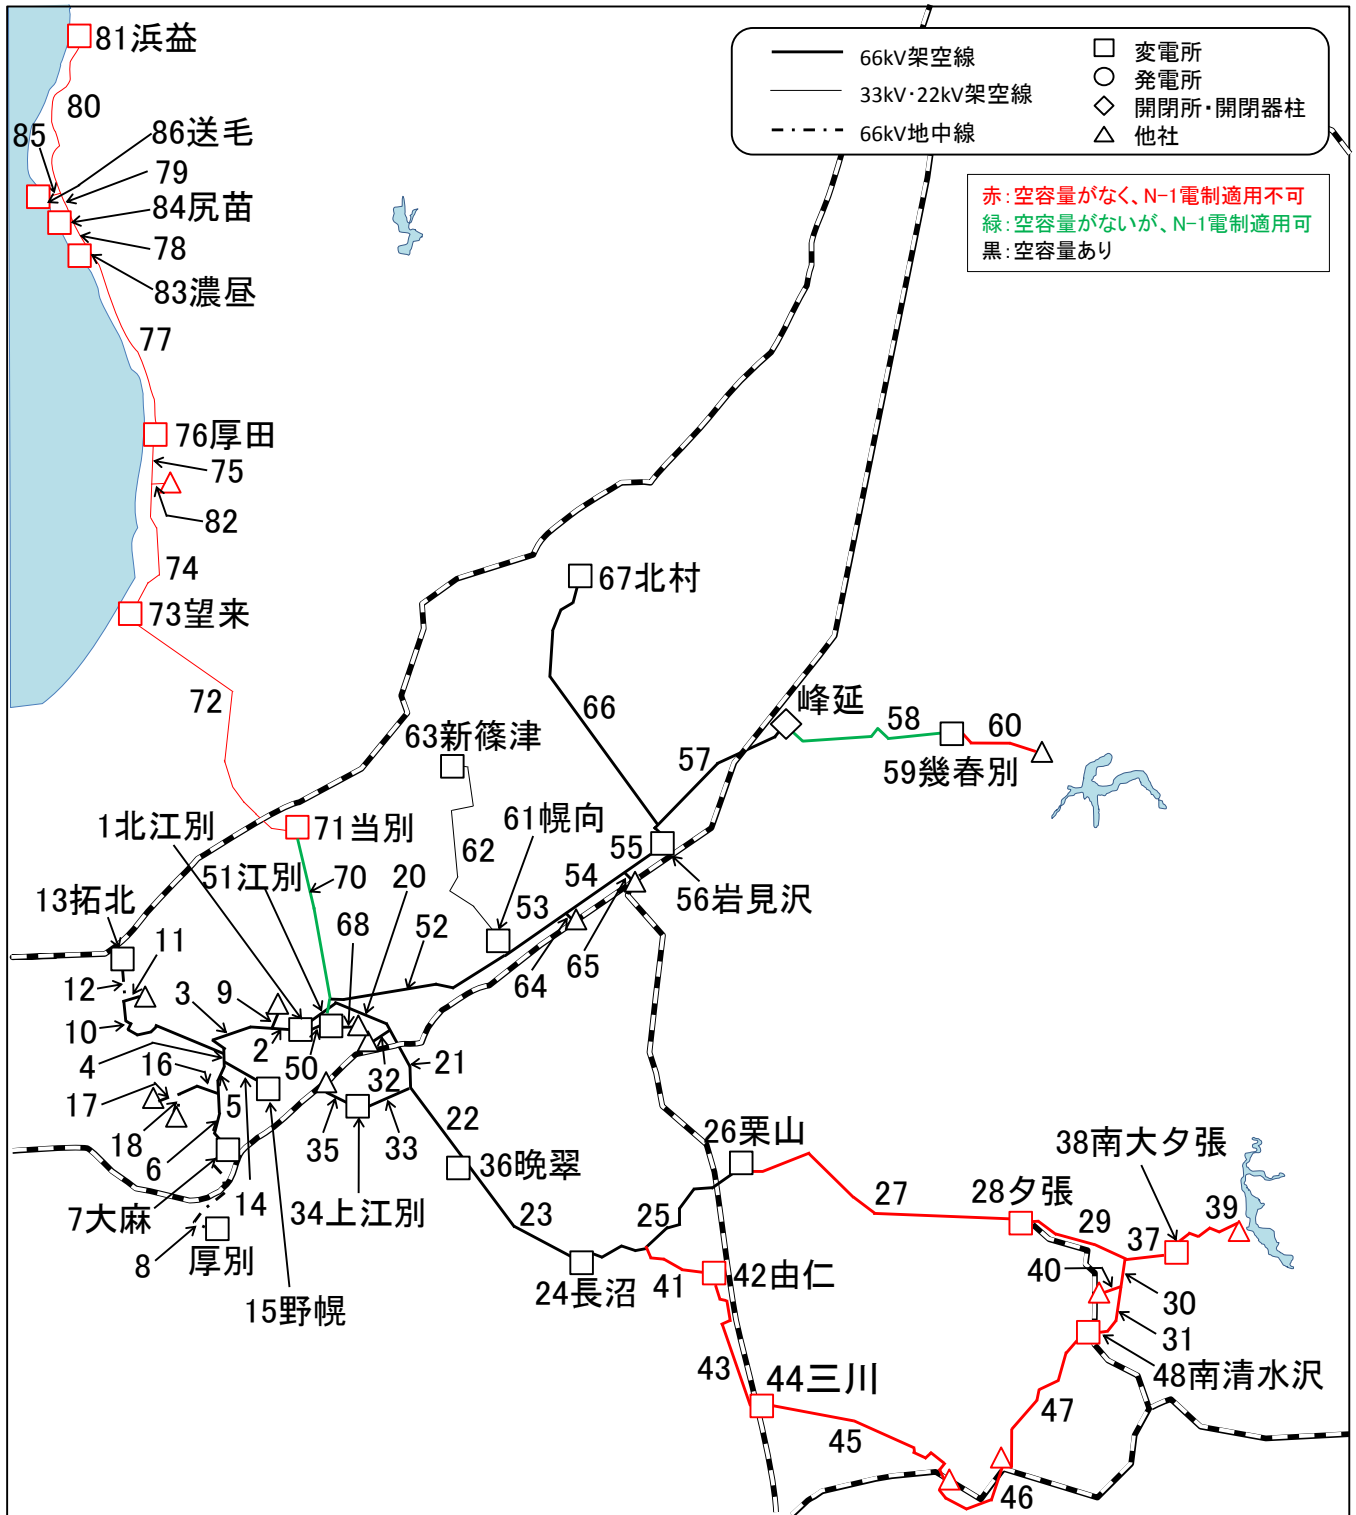 81浜益
80
85
86送毛
79
84尻苗
78
83濃昼
77
76厚田
75
82
74
73望来
72
66kV架空線
33kV・22kV架空線
66kV地中線
変電所
発電所
開閉所・開閉器柱
他社
赤：空容量がなく、N-1電制適用不可
緑：空容量がないが、N-1電制適用可
黒：空容量あり
67北村
66
峰延
58
60
57
59幾春別
63新篠津
62
61幌向
55
54
53
56岩見沢
64
65
1北江別
71当別
51江別
70
20
68
52
13拓北
11
12
3
9
10
2
4
50
16
32
21
17
5
18
6
35
33
22
14
7大麻
34上江別
36晩翠
8
厚別
15野幌
23
24長沼
25
26栗山
27
28夕張
38南大夕張
29
37
39
40
30
31
41
42由仁
43
44三川
48南清水沢
47
45
46